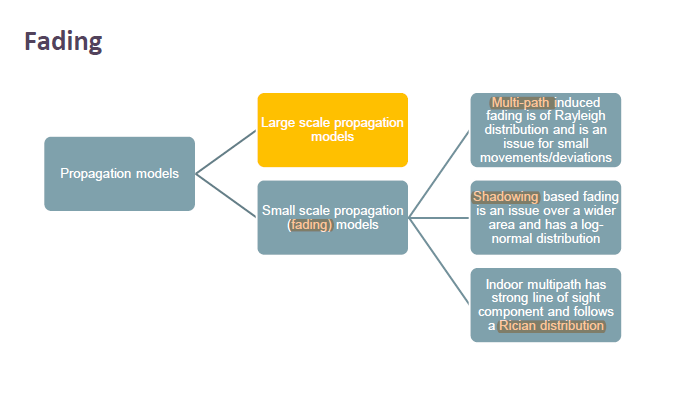 Fading
Propagation models
Large scale propagation
models
Small scale propagation
(fading) models
Multi-path induced
fading is of Rayleigh
distribution and is an
issue for small
movements/deviations
Shadowing based fading
is an issue over a wider
area and has a log-
normal distribution
Indoor multipath has
strong line of sight
component and follows
a Rician distribution